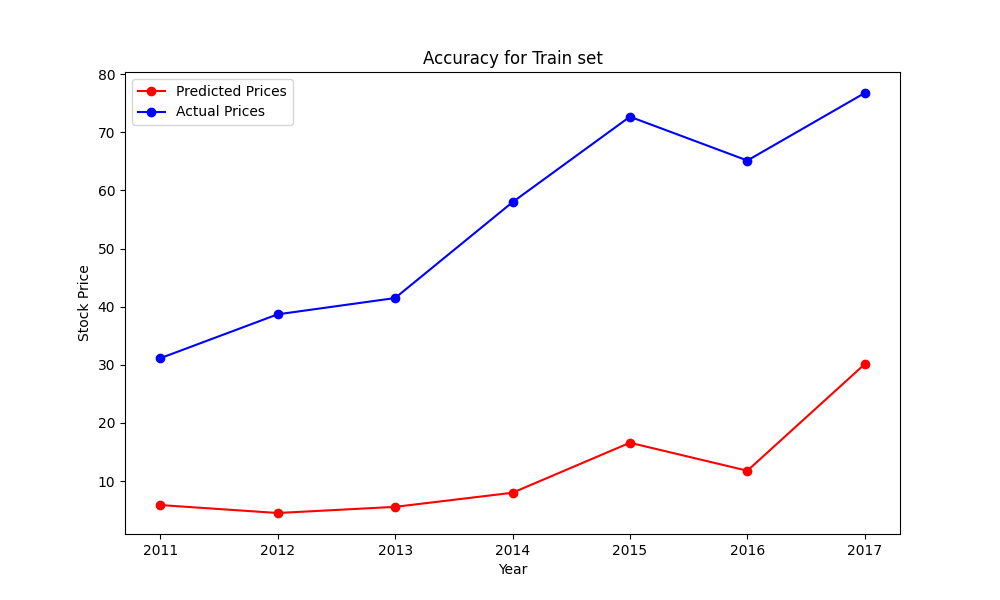 Accuracy for Train set
Predicted Prices
Actual Prices
80
70
60
50
40
30
20
10
Stock Price
2011 2012 2013 2014 2015 2016 2017
Year